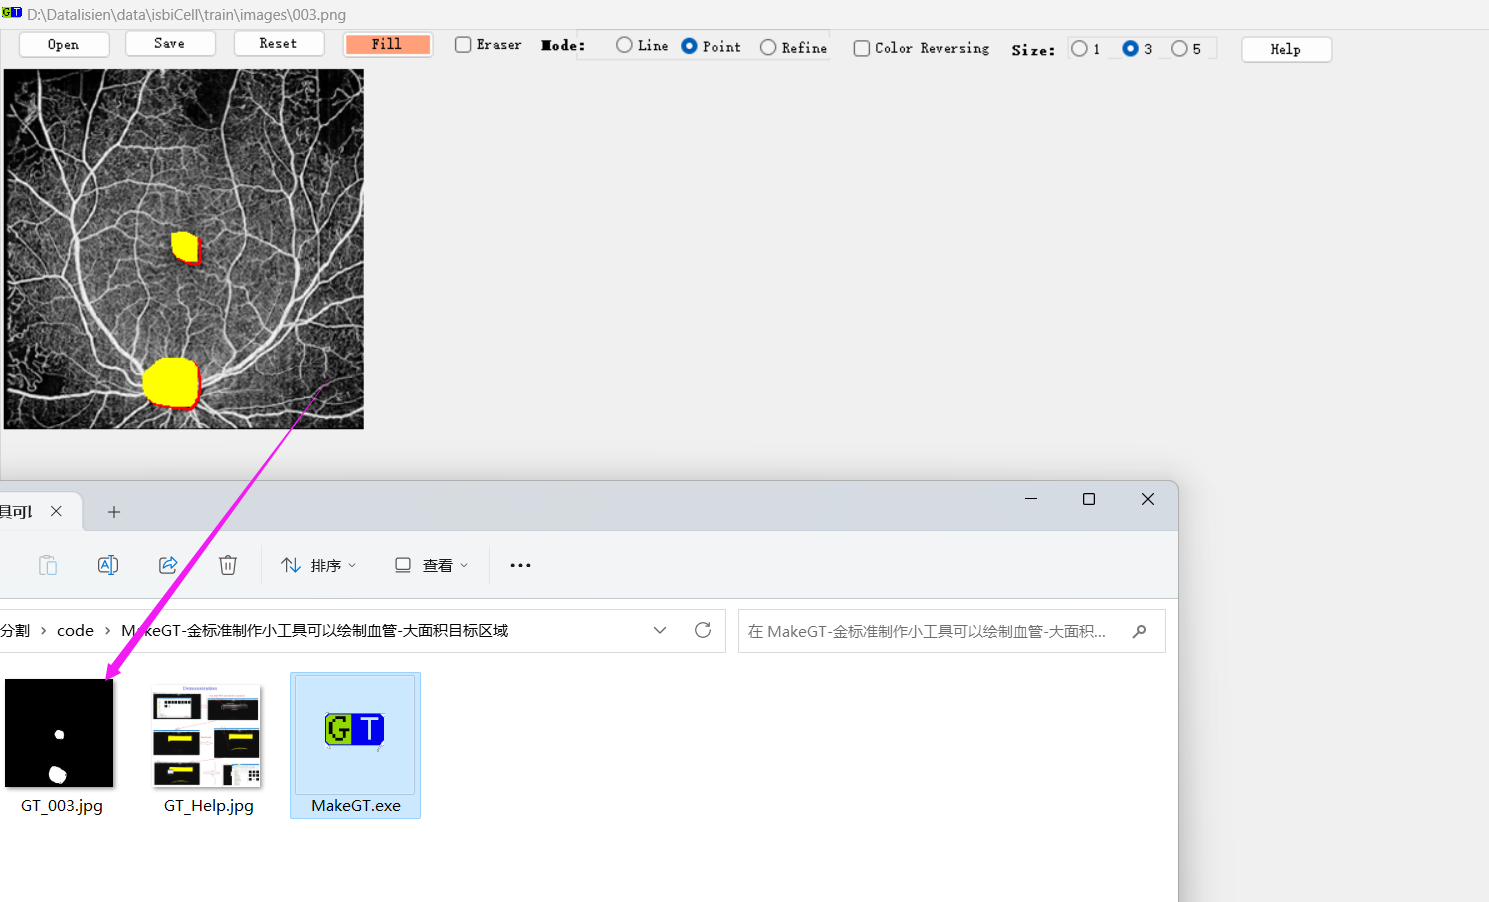 GT D:\Datalisien\data\isbiCell\train\images\003.png
Open Save Reset Fill Eraser Mode: Line Point Refine Color Reversing Size: 1 3 5 Help
具可以
排序 查看
分割 › code › MakeGT-金标准制作小工具可以绘制血管-大面积目标区域
在 MakeGT-金标准制作小工具可以绘制血管-大面积...
GT
GT_003.jpg GT_Help.jpg MakeGT.exe